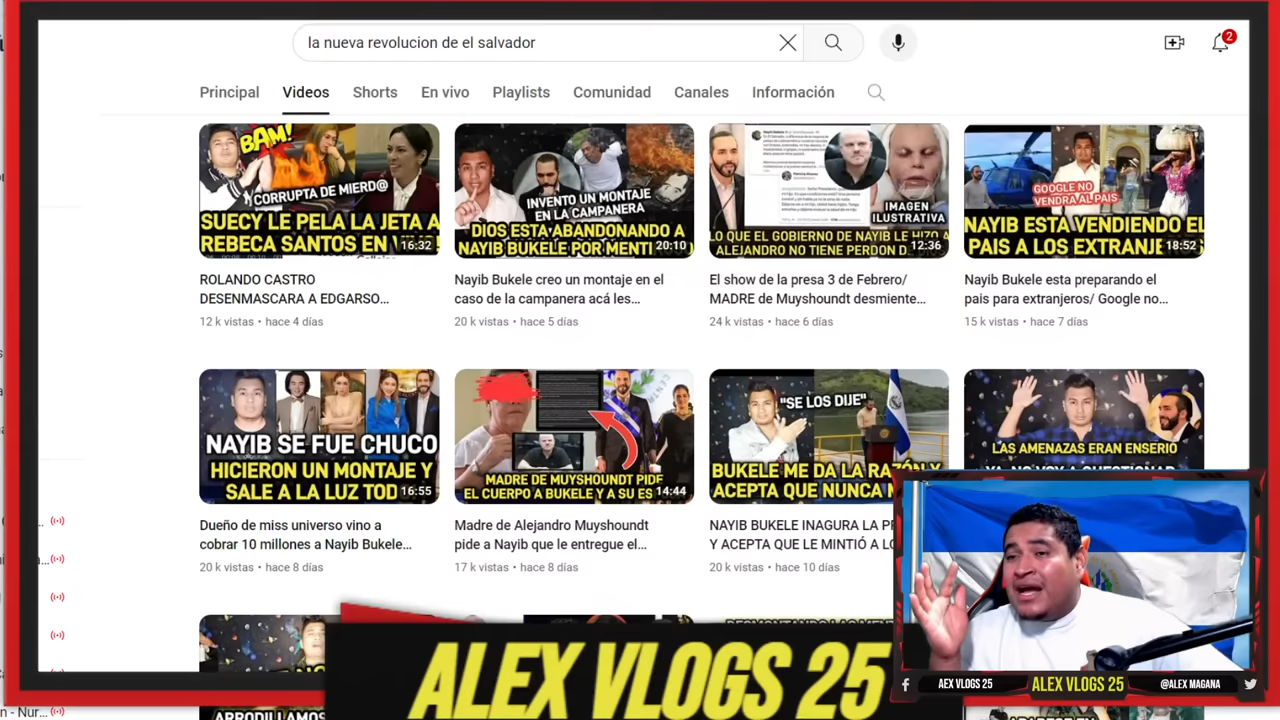 la nueva revolucion de el salvador
2
Principal Videos Shorts En vivo Playlists Comunidad Canales Información
BAM!
CORRUPTA DE MIERD@
SUECY LE PELA LA JETA A
REBECA SANTOS EN
16:32
INVENTO UN MONTAJE
EN LA CAMPANERA
DIOS ESTA ABANDONANDO A
NAYIB BUKELE POR MENTI
20:10
IMAGEN
ILUSTRATIVA
LO QUE EL GOBIERNO DE NAYIB LE HIZO A
ALEJANDRO NO TIENE PERDON D
12:36
GOOGLE NO
VENDRA AL PAIS
NAYIB ESTA VENDIENDO EL
PAIS A LOS EXTRANJE
18:52
ROLANDO CASTRO
DESENMASCARA A EDGARSO...
12 k vistas • hace 4 días
Nayib Bukele creo un montaje en el
caso de la campanera acá les...
20 k vistas • hace 5 días
El show de la presa 3 de Febrero/
MADRE de Muyshoundt desmiente...
24 k vistas • hace 6 días
Nayib Bukele esta preparando el
pais para extranjeros/ Google no...
15 k vistas • hace 7 días
NAYIB SE FUE CHUCO
HICIERON UN MONTAJE Y
SALE A LA LUZ TOD
16:55
MADRE DE MUYSHOUNDT PIDE
EL CUERPO A BUKELE Y A SU ES
14:44
"SE LOS DIJE"
BUKELE ME DA LA RAZÓN Y
ACEPTA QUE NUNCA
LAS AMENAZAS ERAN ENSERIO
YA NO VOY A CUESTIONAR
Dueño de miss universo vino a
cobrar 10 millones a Nayib Bukele...
20 k vistas • hace 8 días
Madre de Alejandro Muyshoundt
pide a Nayib que le entregue el...
17 k vistas • hace 8 días
NAYIB BUKELE INAGURA LA
Y ACEPTA QUE LE MINTIÓ A
20 k vistas • hace 10 días
ARRODILLAMOS
ALEX VLOGS 25
AEX VLOGS 25
ALEX VLOGS 25
@ALEX MAGANA